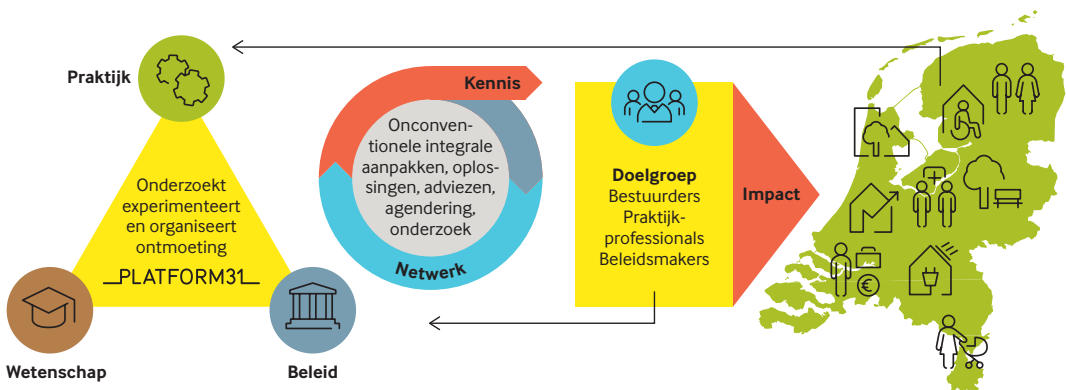 Praktijk
Onderzoekt
experimenteert
en organiseert
ontmoeting
PLATFORM31
Wetenschap
Beleid
Kennis
Onconven-
tionele integrale
aanpakken, oplos-
singen, adviezen,
agendering,
onderzoek
Netwerk
Doelgroep
Bestuurders
Praktijk-
professionals
Beleidsmakers
Impact
€